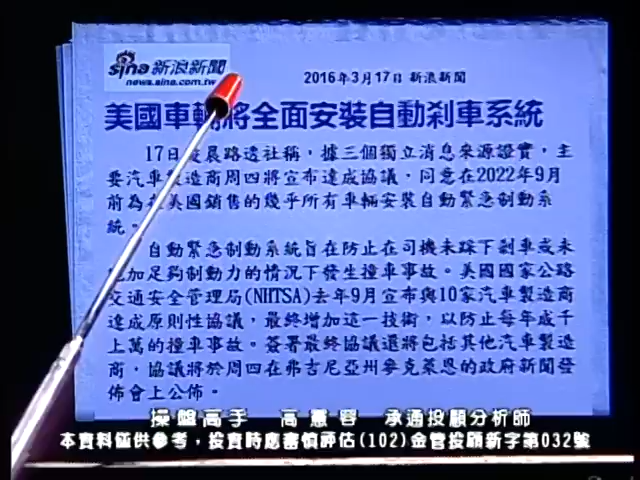 sina 新浪新聞
news.sina.com.tw
2016年3月17日 新浪新聞
美國車輛將全面安裝自動剎車系統
17日凌晨路透社稱，據三個獨立消息來源證實，主
要汽車製造商周四將宣布達成協議，同意在2022年9月
前為在美國銷售的幾乎所有車輛安裝自動緊急制動系
統。
自動緊急制動系統旨在防止在司機未踩下剎車或未
施加足夠制動力的情況下發生撞車事故。美國國家公路
交通安全管理局(NHTSA)去年9月宣布與10家汽車製造商
達成原則性協議，最終增加這一技術，以防止每年成千
上萬的撞車事故。簽署最終協議還將包括其他汽車製造
商，協議將於周四在弗吉尼亞州麥克萊恩的政府新聞發
佈會上公佈。
操盤高手 高憲容 承通投顧分析師
本資料僅供參考，投資時應審慎評估(102)金管投顧新字第032號